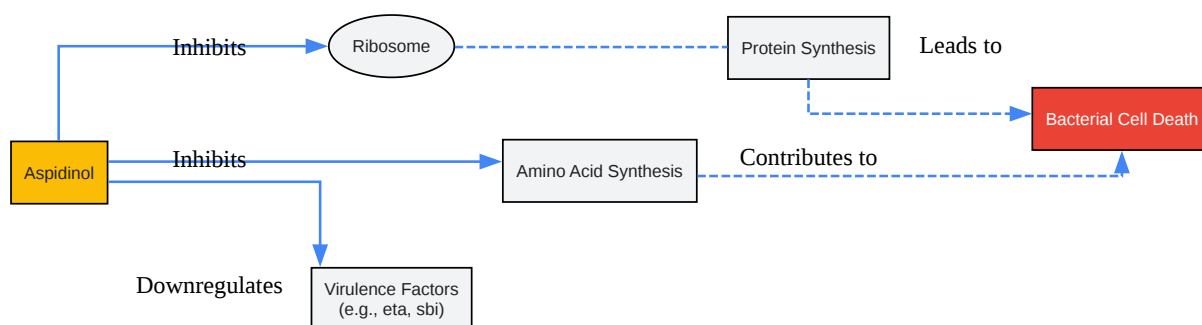 Inhibits
Ribosome
Protein Synthesis
Leads to
Bacterial Cell Death
Aspidinol
Inhibits
Amino Acid Synthesis
Contributes to
Downregulates
Virulence Factors
(e.g., eta, sbi)